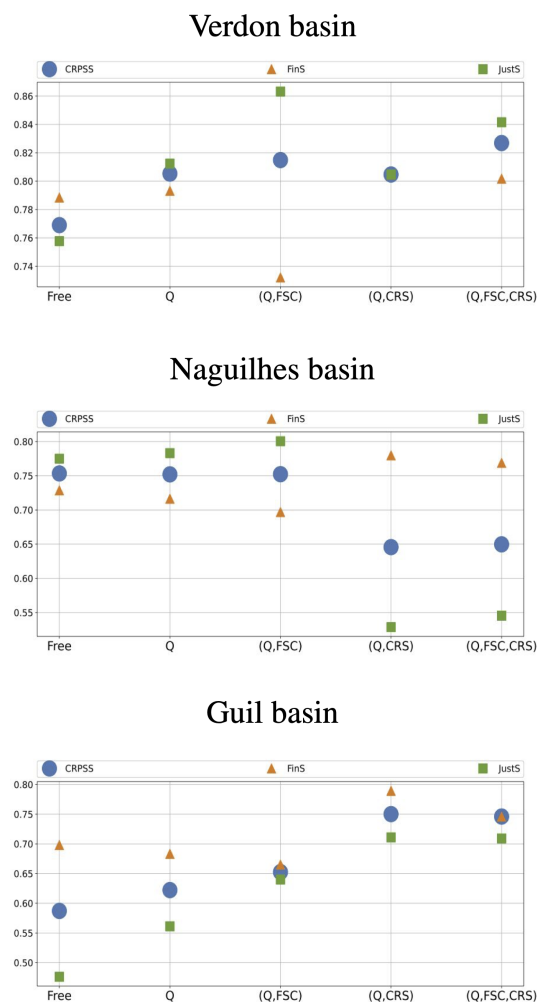 Verdon basin
CRPSS FinS JustS
0.86
0.84
0.82
0.80
0.78
0.76
0.74
Free Q (Q,FSC) (Q,CRS) (Q,FSC,CRS)
Naguilhes basin
CRPSS FinS JustS
0.80
0.75
0.70
0.65
0.60
0.55
Free Q (Q,FSC) (Q,CRS) (Q,FSC,CRS)
Guil basin
CRPSS FinS JustS
0.80
0.75
0.70
0.65
0.60
0.55
0.50
Free Q (Q,FSC) (Q,CRS) (Q,FSC,CRS)